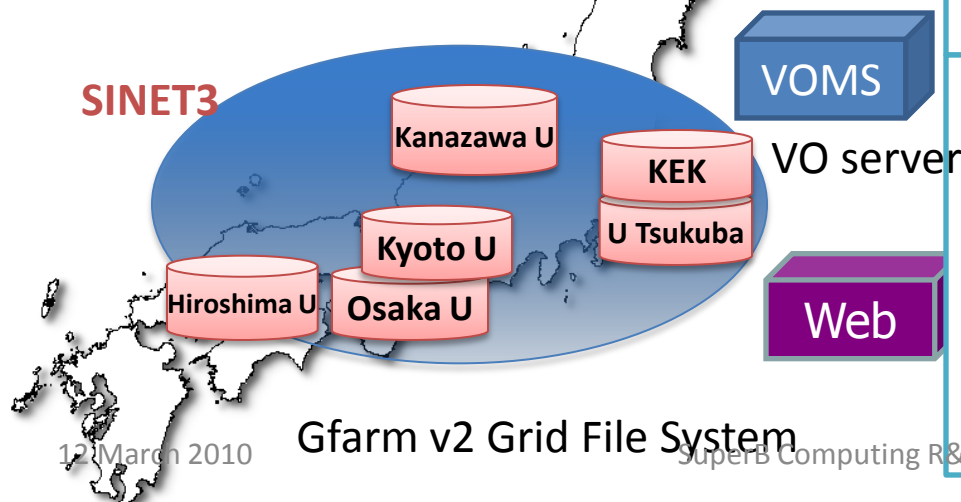 SINET3
VOMS
Kanazawa U
VO server
KEK
U Tsukuba
Kyoto U
Hiroshima U
Osaka U
Web
Gfarm v2 Grid File System
12 March 2010
SuperB Computing R&